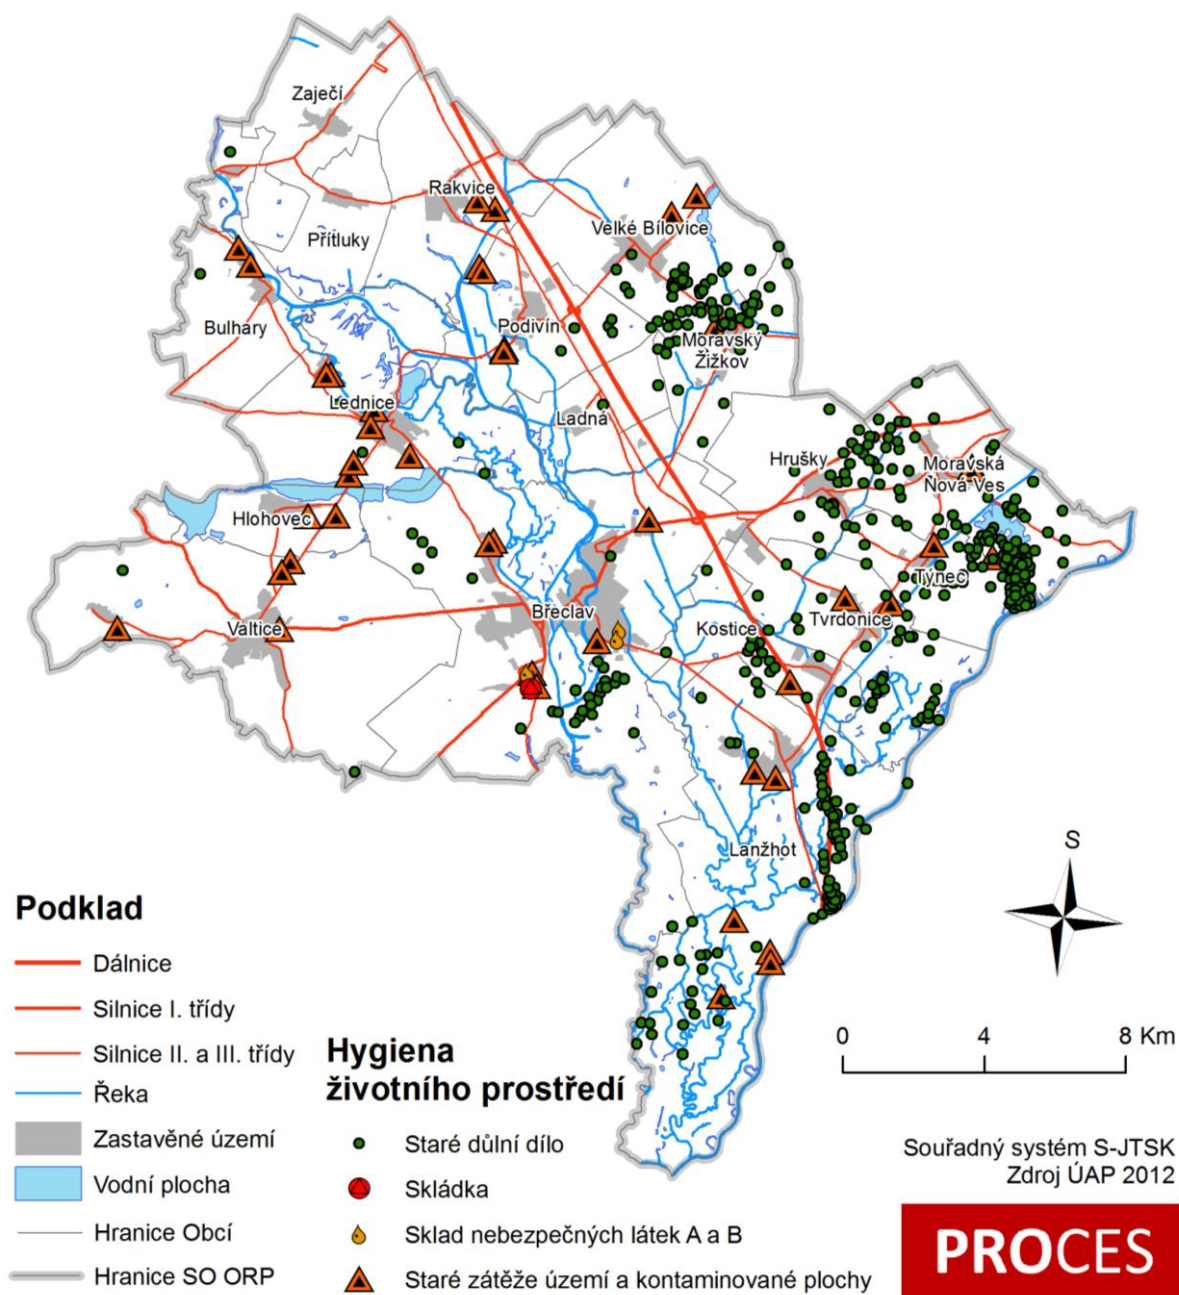 Zaječí
Rakvice
Velké Bílovice
Přítluky
Bulhary
Podivín
Moravský
Žižkov
Lednice
Ladná
Hrušky
Moravská
Nová Ves
Hlohovec
Týnec
Břeclav
Tvrdonice
Valtice
Kostice
Lanžhot
S
Podklad
Dálnice
Silnice I. třídy
Silnice II. a III. třídy
Řeka
Zastavěné území
Vodní plocha
Hranice Obcí
Hranice SO ORP
Hygiena
životního prostředí
Staré důlní dílo
Skládka
Sklad nebezpečných látek A a B
Staré zátěže území a kontaminované plochy
0 4 8 Km
Souřadný systém S-JTSK
Zdroj ÚAP 2012
PROCES